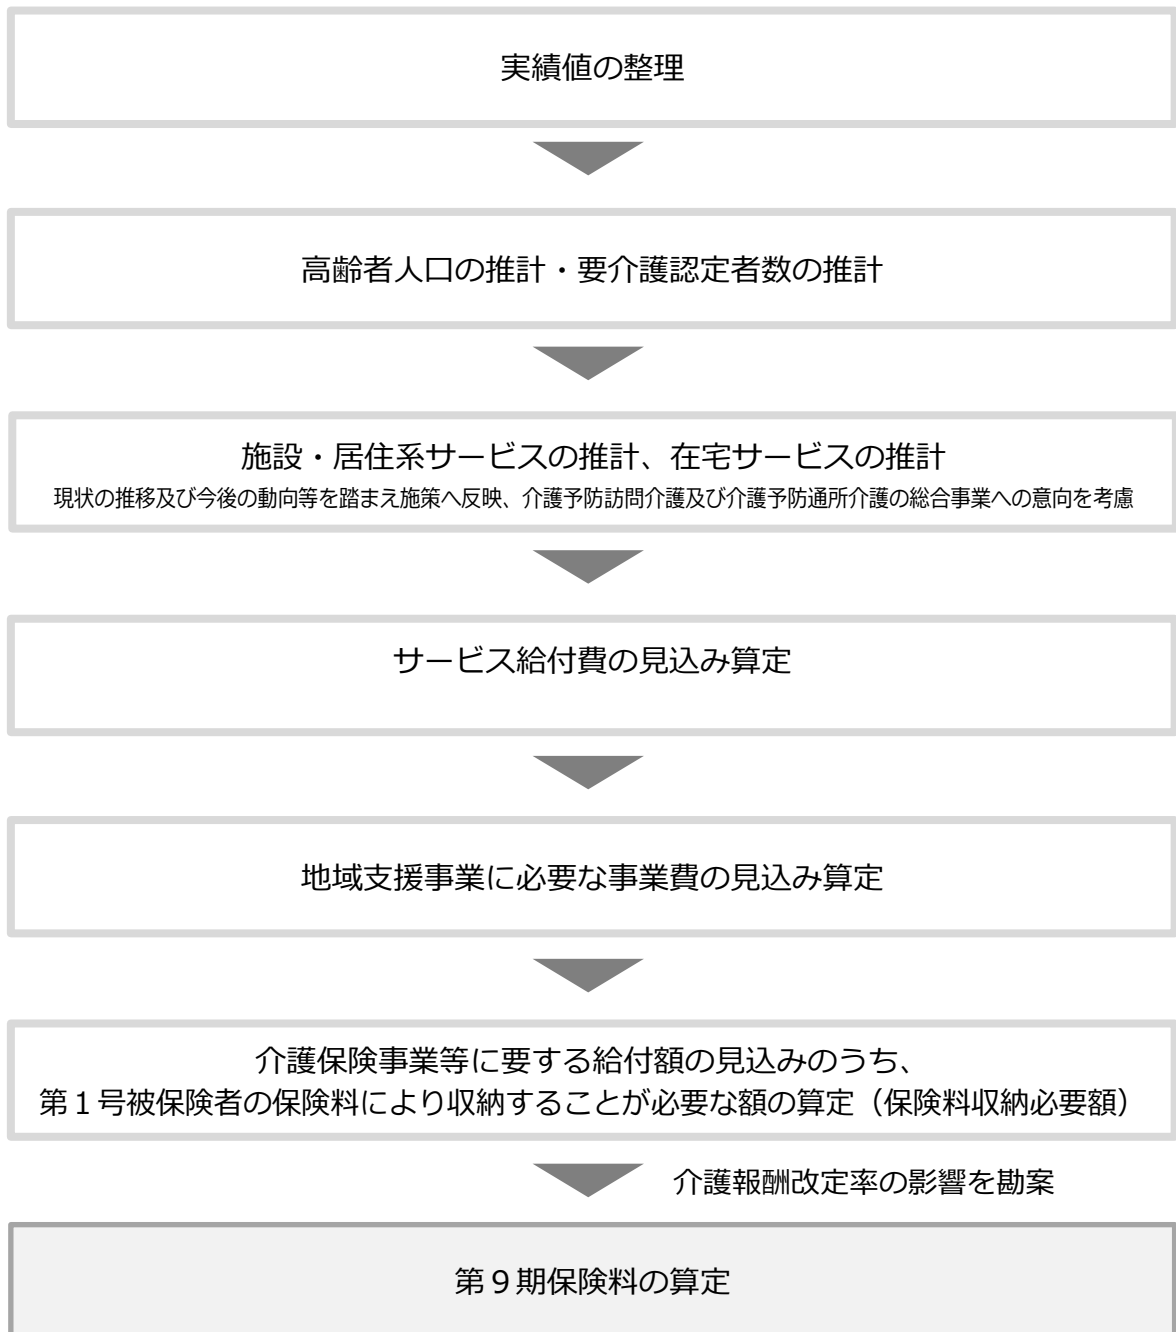 実績値の整理
高齢者人口の推計・要介護認定者数の推計
施設・居住系サービスの推計、在宅サービスの推計
現状の推移及び今後の動向等を踏まえ施策へ反映、介護予防訪問介護及び介護予防通所介護の総合事業への意向を考慮
サービス給付費の見込み算定
地域支援事業に必要な事業費の見込み算定
介護保険事業等に要する給付額の見込みのうち、
第１号被保険者の保険料により収納することが必要な額の算定（保険料収納必要額）
介護報酬改定率の影響を勘案
第９期保険料の算定